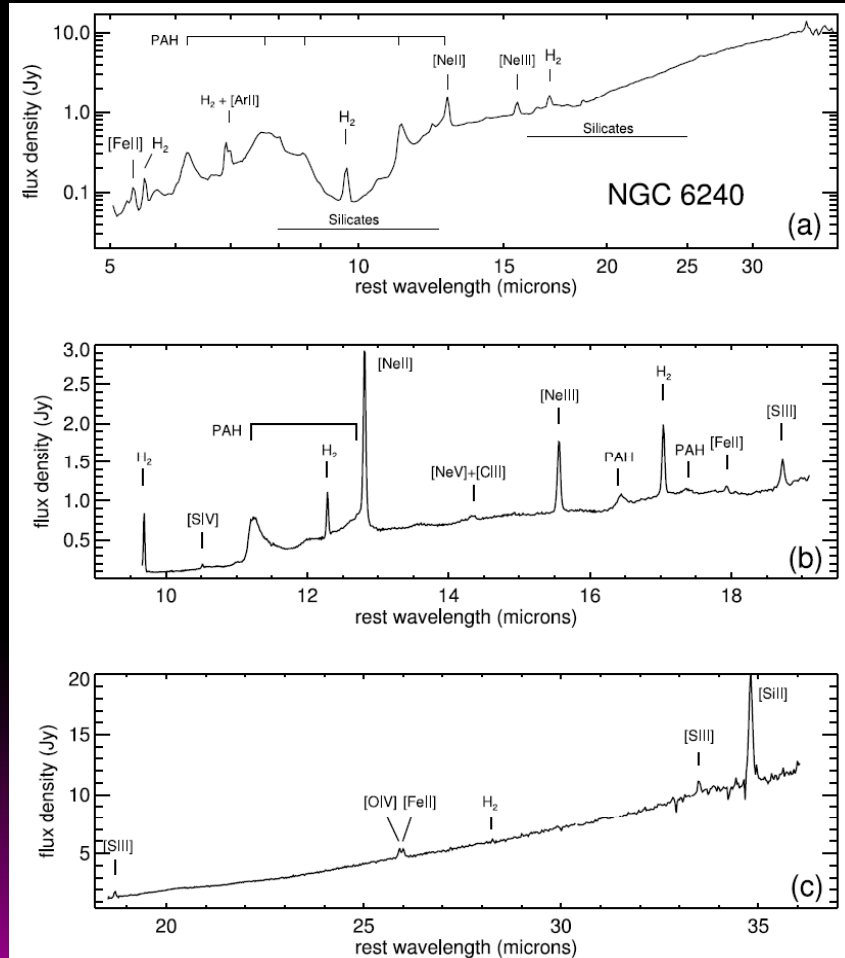 PAH
[NeII]
[NeIII]
H2
H2 + [ArII]
H2
[FeII]
H2
Silicates
Silicates
NGC 6240
(a)
10.0
1.0
0.1
flux density (Jy)
5 10 15 20 25 30
rest wavelength (microns)
[NeII]
[NeIII]
H2
[SIII]
PAH
H2
H2
[NeV]+[CIII]
PAH
PAH
[FeII]
[SIV]
(b)
3.0
2.5
2.0
1.5
1.0
0.5
flux density (Jy)
10 12 14 16 18
rest wavelength (microns)
[SiII]
[SIII]
[OIV] [FeII]
H2
[SIII]
(c)
20
15
10
5
flux density (Jy)
20 25 30 35
rest wavelength (microns)